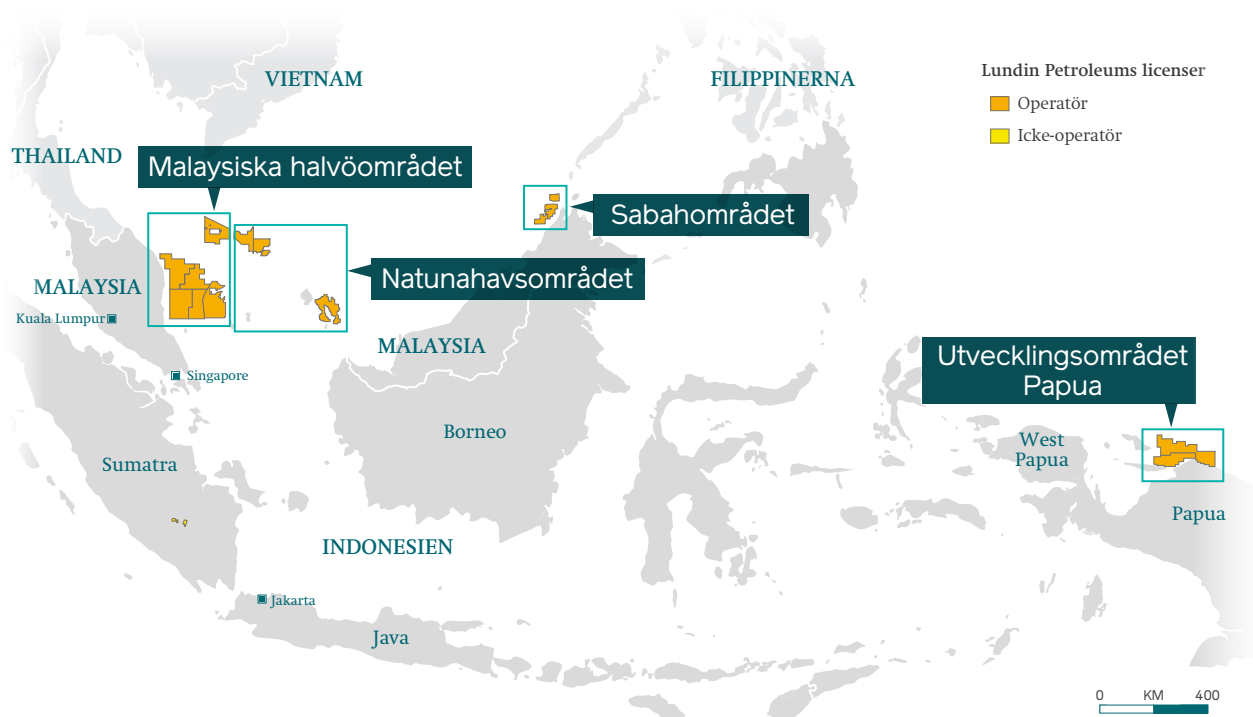 VIETNAM
FILIPPINERNA
Lundin Petroleums licenser
Operatör
Icke-operatör
THAILAND
Malaysiska halvöområdet
Sabahområdet
Natunahavsområdet
MALAYSIA
Kuala Lumpur
MALAYSIA
Singapore
Utvecklingsområdet
Papua
Borneo
West
Papua
Sumatra
Papua
INDONESIEN
Jakarta
Java
0 KM 400